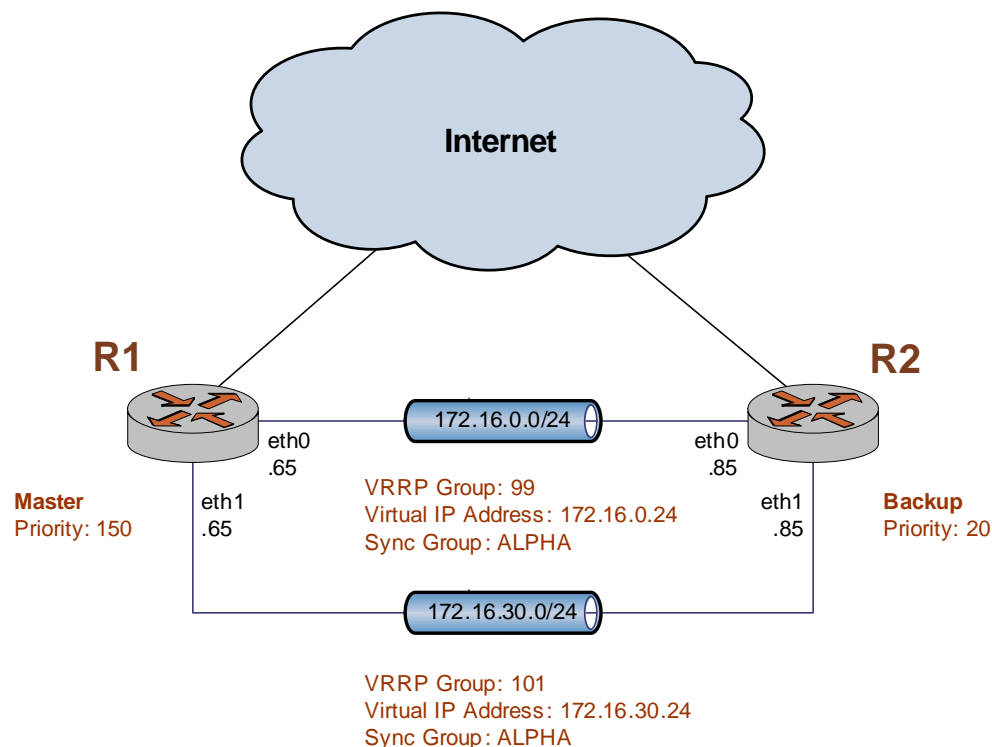 Internet
R1
R2
172.16.0.0/24
eth0
.65
eth0
.85
Master
Priority: 150
eth1
.65
VRRP Group: 99
Virtual IP Address: 172.16.0.24
Sync Group: ALPHA
eth1
.85
Backup
Priority: 20
172.16.30.0/24
VRRP Group: 101
Virtual IP Address: 172.16.30.24
Sync Group: ALPHA